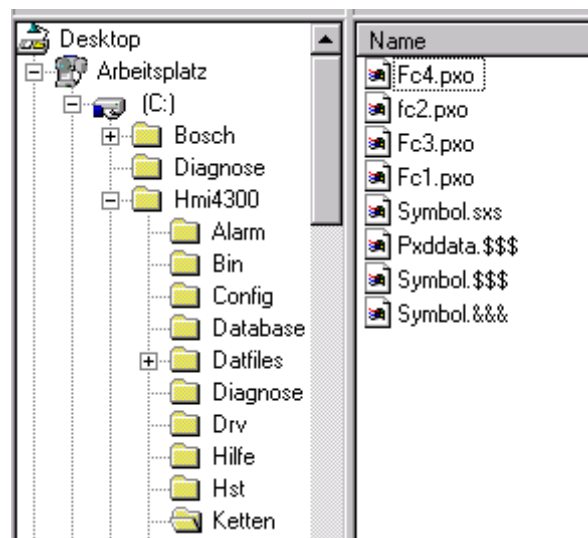 Desktop
Arbeitsplatz
(C:)
Bosch
Diagnose
Hmi4300
Alarm
Bin
Config
Database
Datfiles
Diagnose
Drv
Hilfe
Hst
Ketten
Name
Fc4.pxo
fc2.pxo
Fc3.pxo
Fc1.pxo
Symbol.sxs
Pxddata.$$$
Symbol.$$$
Symbol.&&&